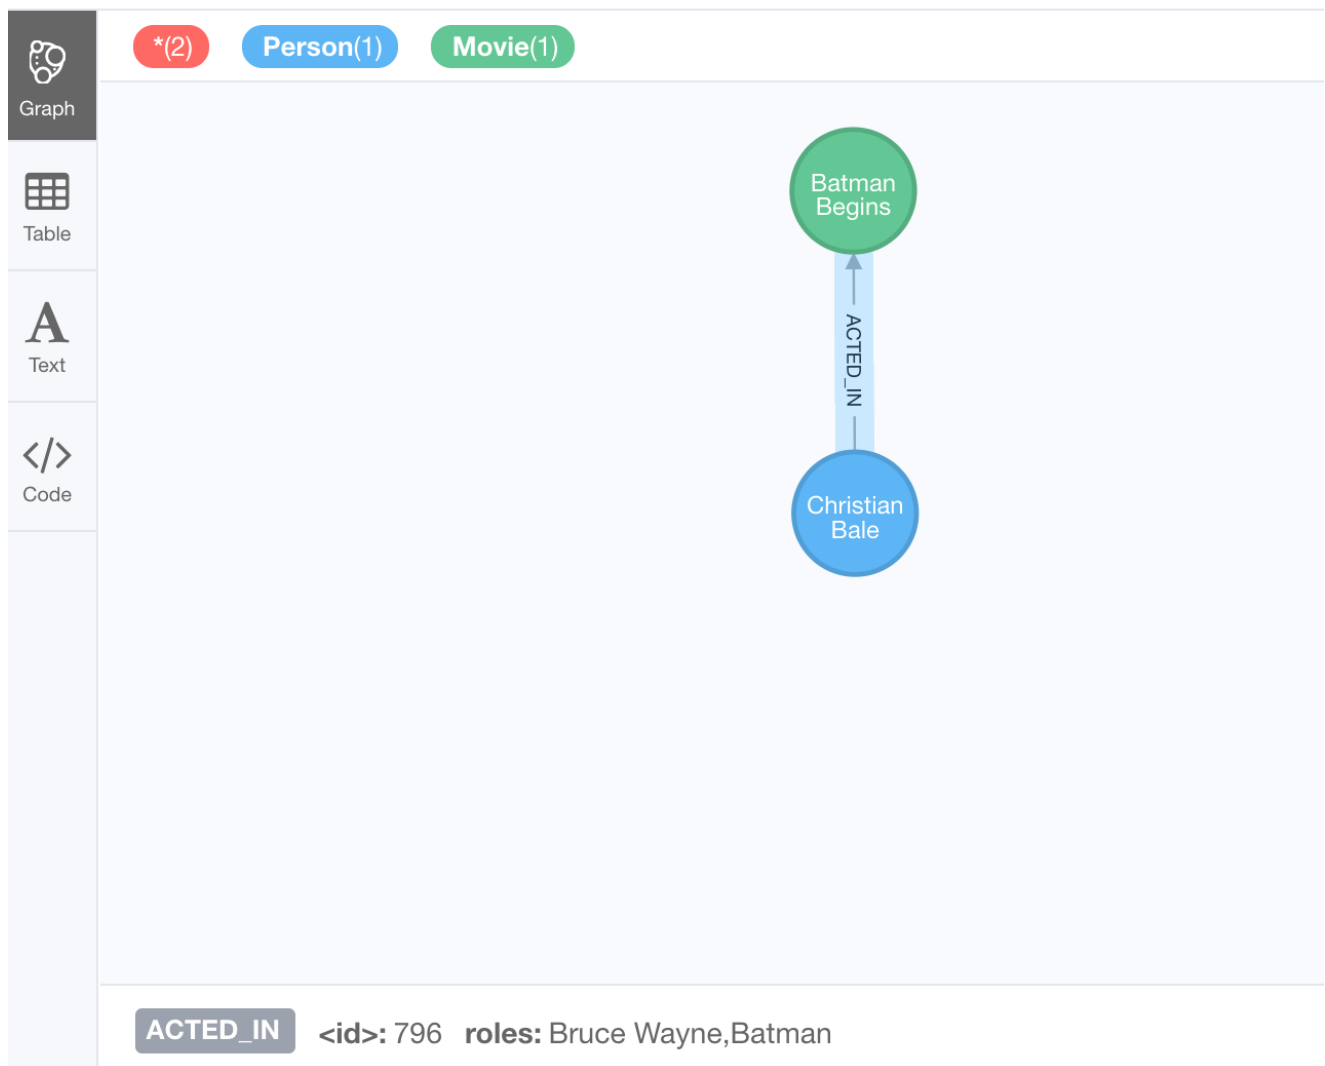 *(2) Person(1) Movie(1)
Graph
Table
Text
Code
Batman
Begins
ACTED_IN
Christian
Bale
ACTED_IN <id>: 796 roles: Bruce Wayne,Batman